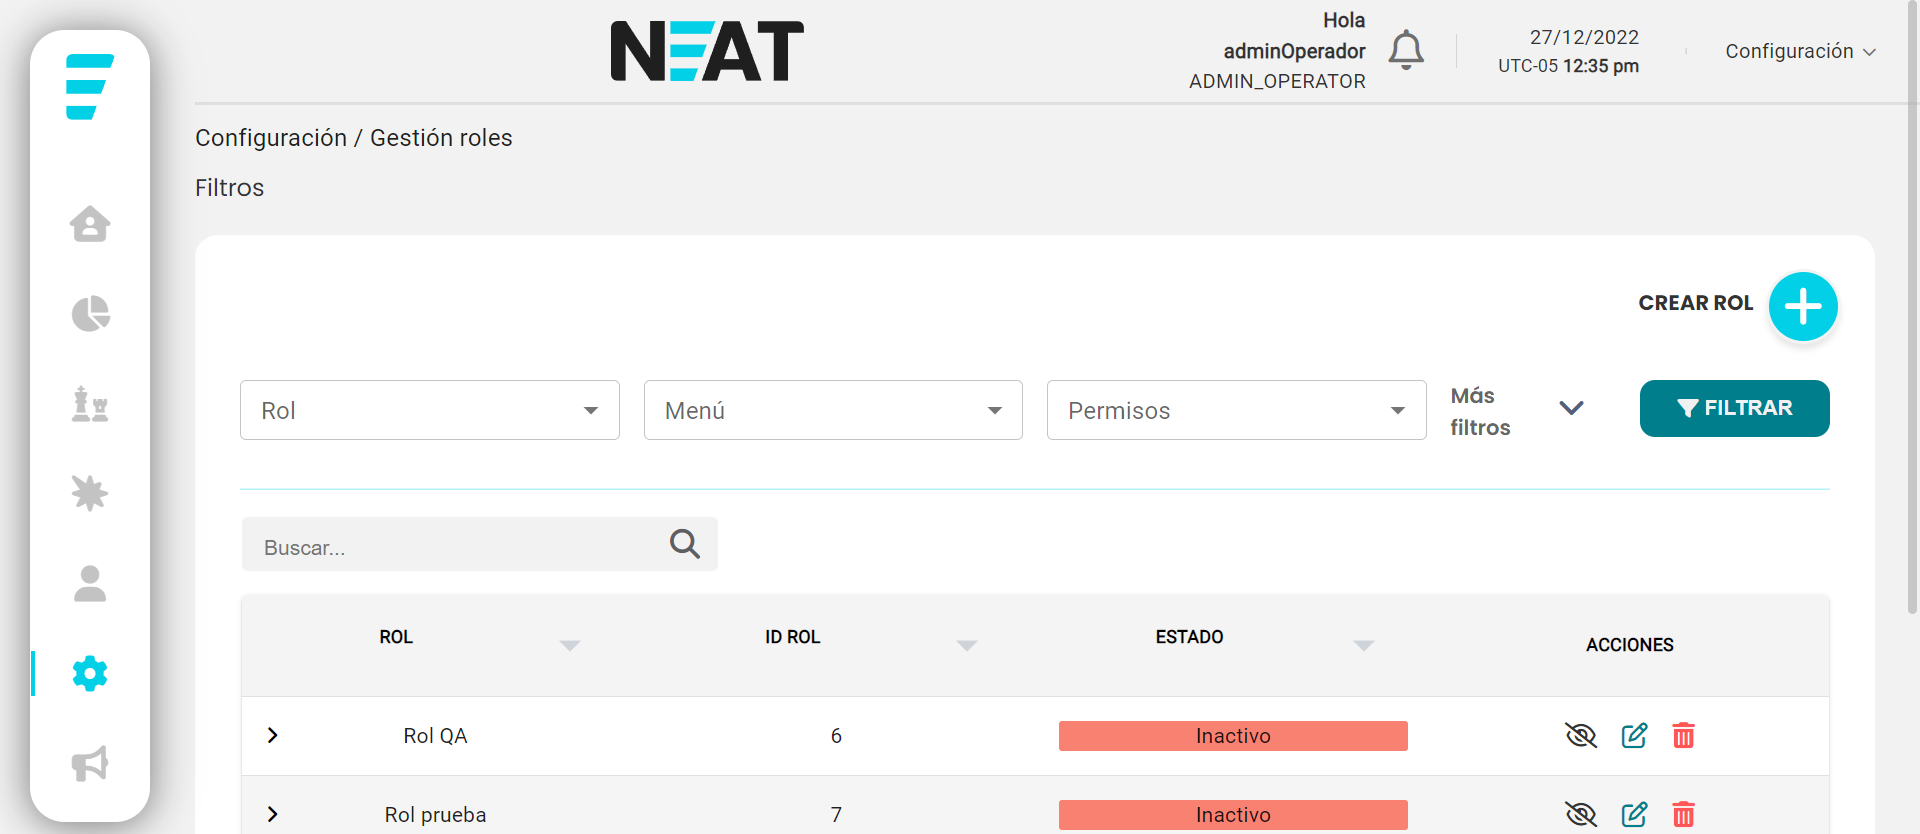 NEAT
Hola
adminOperador
ADMIN_OPERATOR
27/12/2022
UTC-05 12:35 pm
Configuración
Configuración / Gestión roles
Filtros
CREAR ROL
Rol
Menú
Permisos
Más
filtros
FILTRAR
Buscar...
ROL ID ROL ESTADO ACCIONES
Rol QA 6 Inactivo
Rol prueba 7 Inactivo